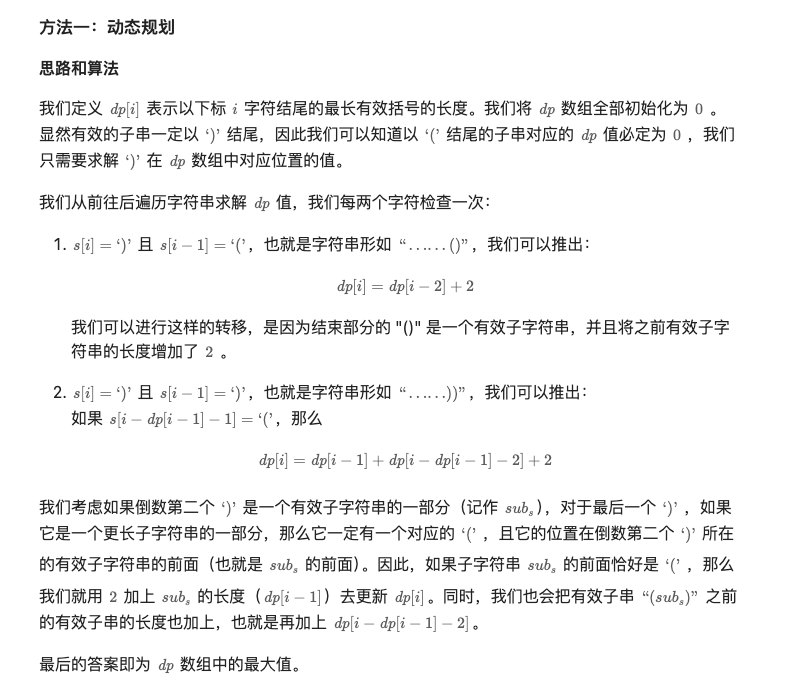 方法一：动态规划
思路和算法
我们定义 dp[i] 表示以下标 i 字符结尾的最长有效括号的长度。我们将 dp 数组全部初始化为 0 。
显然有效的子串一定以 ‘)’ 结尾，因此我们可以知道以 ‘(’ 结尾的子串对应的 dp 值必定为 0 ，我们
只需要求解 ‘)’ 在 dp 数组中对应位置的值。
我们从前往后遍历字符串求解 dp 值，我们每两个字符检查一次：
1. s[i] = ‘)’ 且 s[i − 1] = ‘(’，也就是字符串形如 “……()”，我们可以推出：
dp[i] = dp[i − 2] + 2
我们可以进行这样的转移，是因为结束部分的 "()" 是一个有效子字符串，并且将之前有效子字
符串的长度增加了 2 。
2. s[i] = ‘)’ 且 s[i − 1] = ‘)’，也就是字符串形如 “……))”，我们可以推出：
如果 s[i − dp[i − 1] − 1] = ‘(’，那么
dp[i] = dp[i − 1] + dp[i − dp[i − 1] − 2] + 2
我们考虑如果倒数第二个 ‘)’ 是一个有效子字符串的一部分（记作 subₛ），对于最后一个 ‘)’ ，如果
它是一个更长子字符串的一部分，那么它一定有一个对应的 ‘(’ ，且它的位置在倒数第二个 ‘)’ 所在
的有效子字符串的前面（也就是 subₛ 的前面）。因此，如果子字符串 subₛ 的前面恰好是 ‘(’ ，那么
我们就用 2 加上 subₛ 的长度（dp[i − 1]）去更新 dp[i]。同时，我们也会把有效子串 “(subₛ)” 之前
的有效子串的长度也加上，也就是再加上 dp[i − dp[i − 1] − 2]。
最后的答案即为 dp 数组中的最大值。